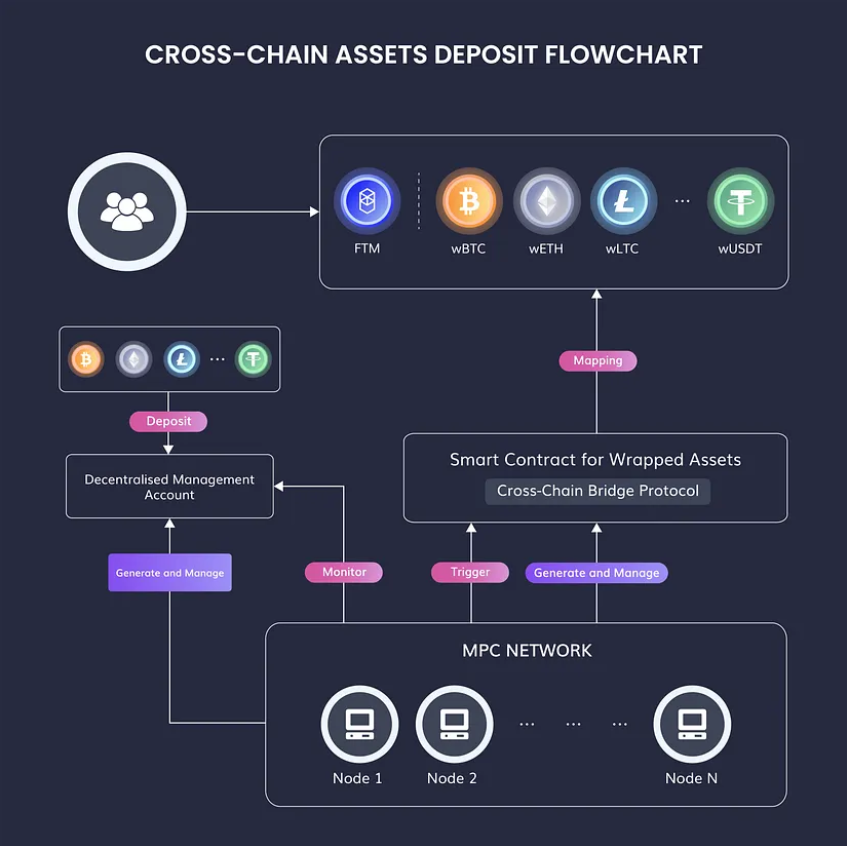 CROSS-CHAIN ASSETS DEPOSIT FLOWCHART
FTM
wBTC
wETH
wLTC
...
wUSDT
Mapping
...
Deposit
Decentralised Management
Account
Smart Contract for Wrapped Assets
Cross-Chain Bridge Protocol
Generate and Manage
Monitor
Trigger
Generate and Manage
MPC NETWORK
... ... ...
Node 1
Node 2
Node N